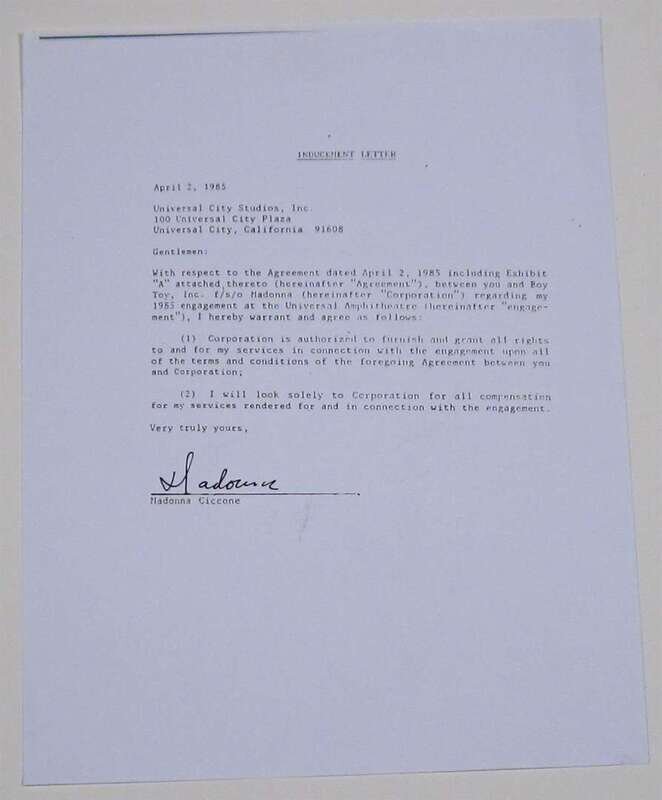 INDUCEMENT LETTER
April 2, 1985
Universal City Studios, Inc.
100 Universal City Plaza
Universal City, California 91608
Gentlemen:
With respect to the Agreement dated April 2, 1985 including Exhibit
"A" attached thereto (hereinafter "Agreement"), between you and Boy
Toy, Inc. f/s/o Madonna (hereinafter "Corporation") regarding my
1985 engagement at the Universal Amphitheatre (hereinafter "engage-
ment"), I hereby warrant and agree as follows:
(1) Corporation is authorized to furnish and grant all rights
to and for my services in connection with the engagement upon all
of the terms and conditions of the foregoing Agreement between you
and Corporation;
(2) I will look solely to Corporation for all compensation
for my services rendered for and in connection with the engagement.
Very truly yours,
Madonna
Madonna Ciccone